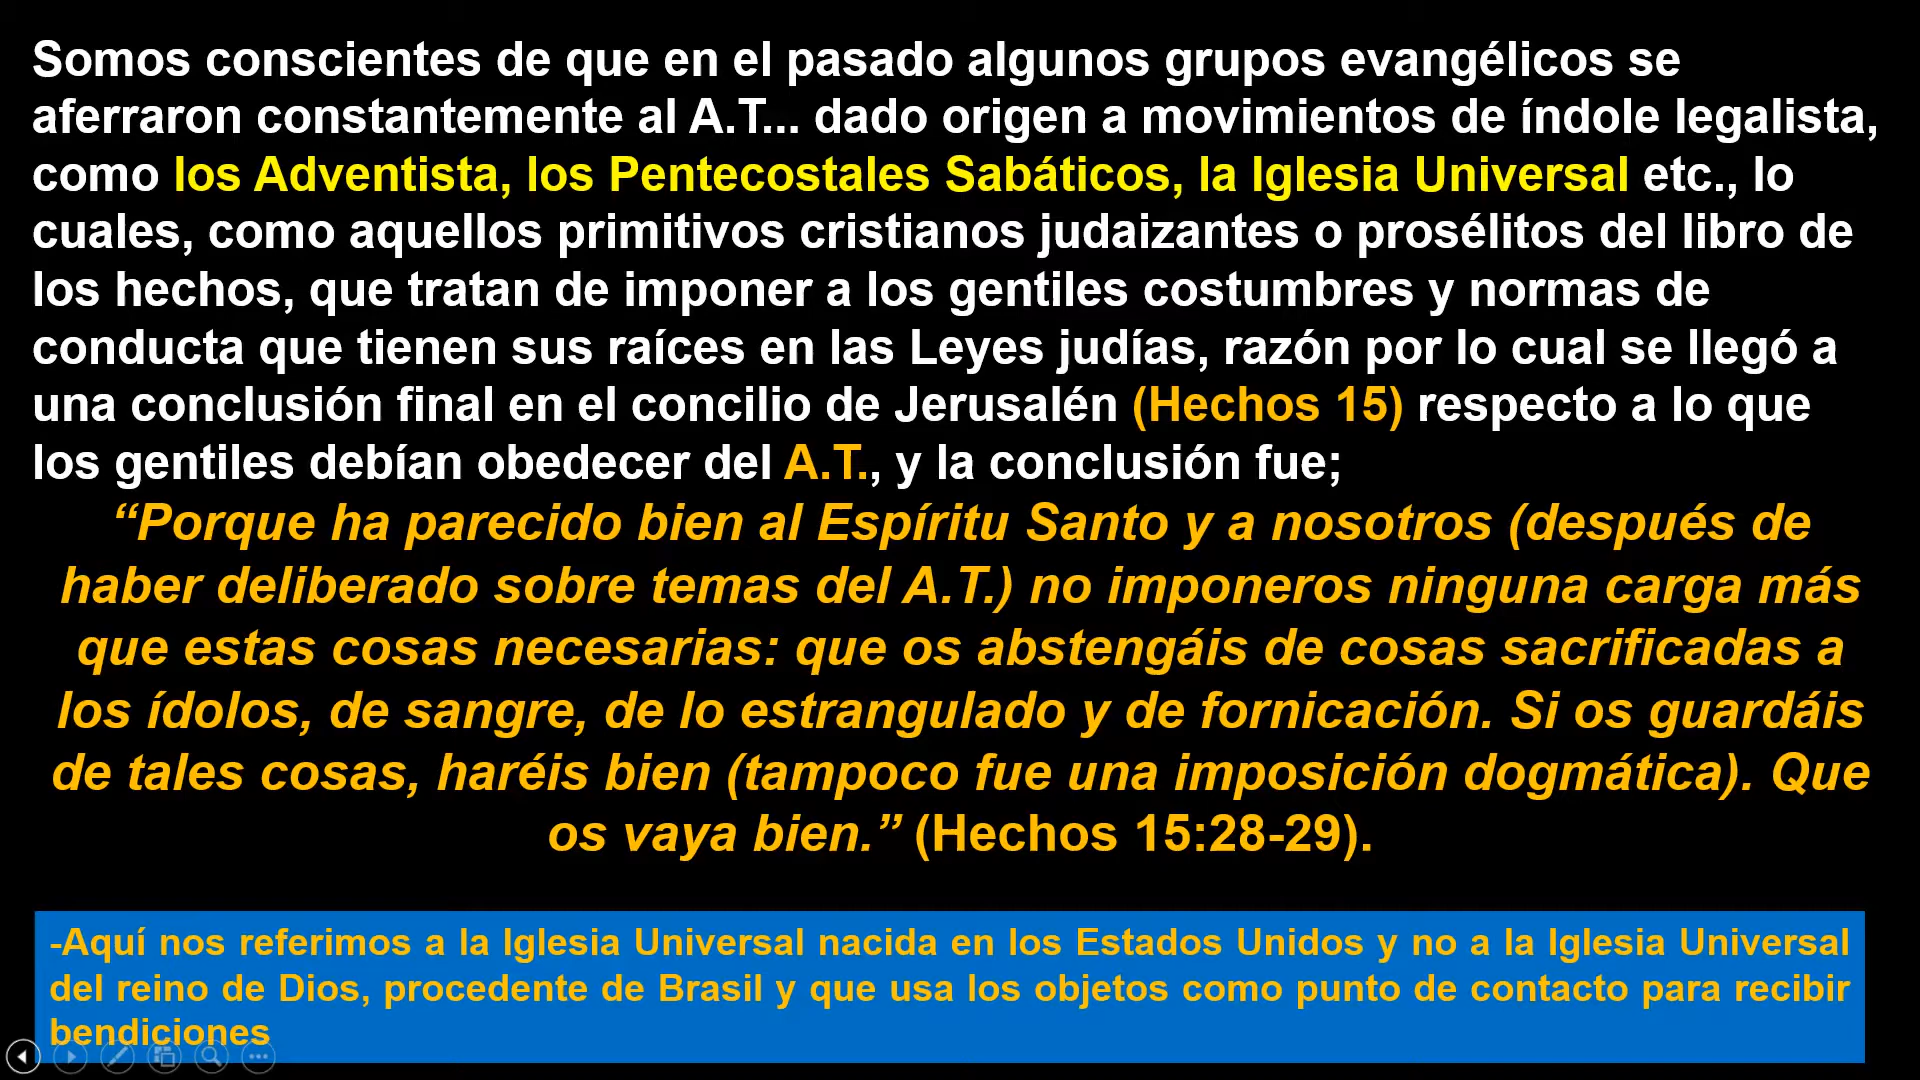 Somos conscientes de que en el pasado algunos grupos evangélicos se
aferraron constantemente al A.T... dado origen a movimientos de índole legalista,
como los Adventista, los Pentecostales Sabáticos, la Iglesia Universal etc., lo
cuales, como aquellos primitivos cristianos judaizantes o prosélitos del libro de
los hechos, que tratan de imponer a los gentiles costumbres y normas de
conducta que tienen sus raíces en las Leyes judías, razón por lo cual se llegó a
una conclusión final en el concilio de Jerusalén (Hechos 15) respecto a lo que
los gentiles debían obedecer del A.T., y la conclusión fue;
“Porque ha parecido bien al Espíritu Santo y a nosotros (después de
haber deliberado sobre temas del A.T.) no imponeros ninguna carga más
que estas cosas necesarias: que os abstengáis de cosas sacrificadas a
los ídolos, de sangre, de lo estrangulado y de fornicación. Si os guardáis
de tales cosas, haréis bien (tampoco fue una imposición dogmática). Que
os vaya bien.” (Hechos 15:28-29).
-Aquí nos referimos a la Iglesia Universal nacida en los Estados Unidos y no a la Iglesia Universal
del reino de Dios, procedente de Brasil y que usa los objetos como punto de contacto para recibir
bendiciones